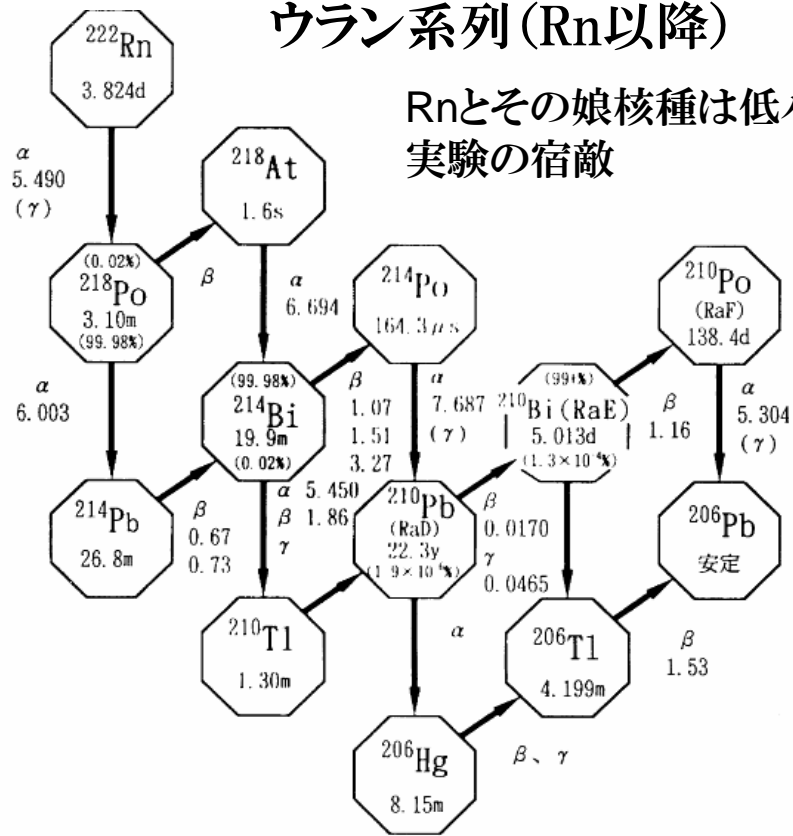 ウラン系列(Rn以降)
Rnとその娘核種は低
実験の宿敵
²²²Rn
3.824d
α
5.490
(γ)
²¹⁸At
1.6s
(0.02%)
²¹⁸Po
3.10m
(99.98%)
β
α
6.694
²¹⁴Po
164.3μs
²¹⁰Po
(RaF)
138.4d
α
6.003
(99.98%)
²¹⁴Bi
19.9m
(0.02%)
β
1.07
1.51
3.27
α
7.687
(γ)
(99+%)
²¹⁰Bi(RaE)
5.013d
(1.3×10⁻⁴%)
β
1.16
α
5.304
(γ)
²¹⁴Pb
26.8m
β
0.67
0.73
α 5.450
β 1.86
γ
²¹⁰Pb
(RaD)
22.3y
(1.9×10⁻⁶%)
β
0.0170
γ
0.0465
²⁰⁶Pb
安定
²¹⁰Tl
1.30m
α
²⁰⁶Tl
4.199m
β
1.53
²⁰⁶Hg
8.15m
β、γ